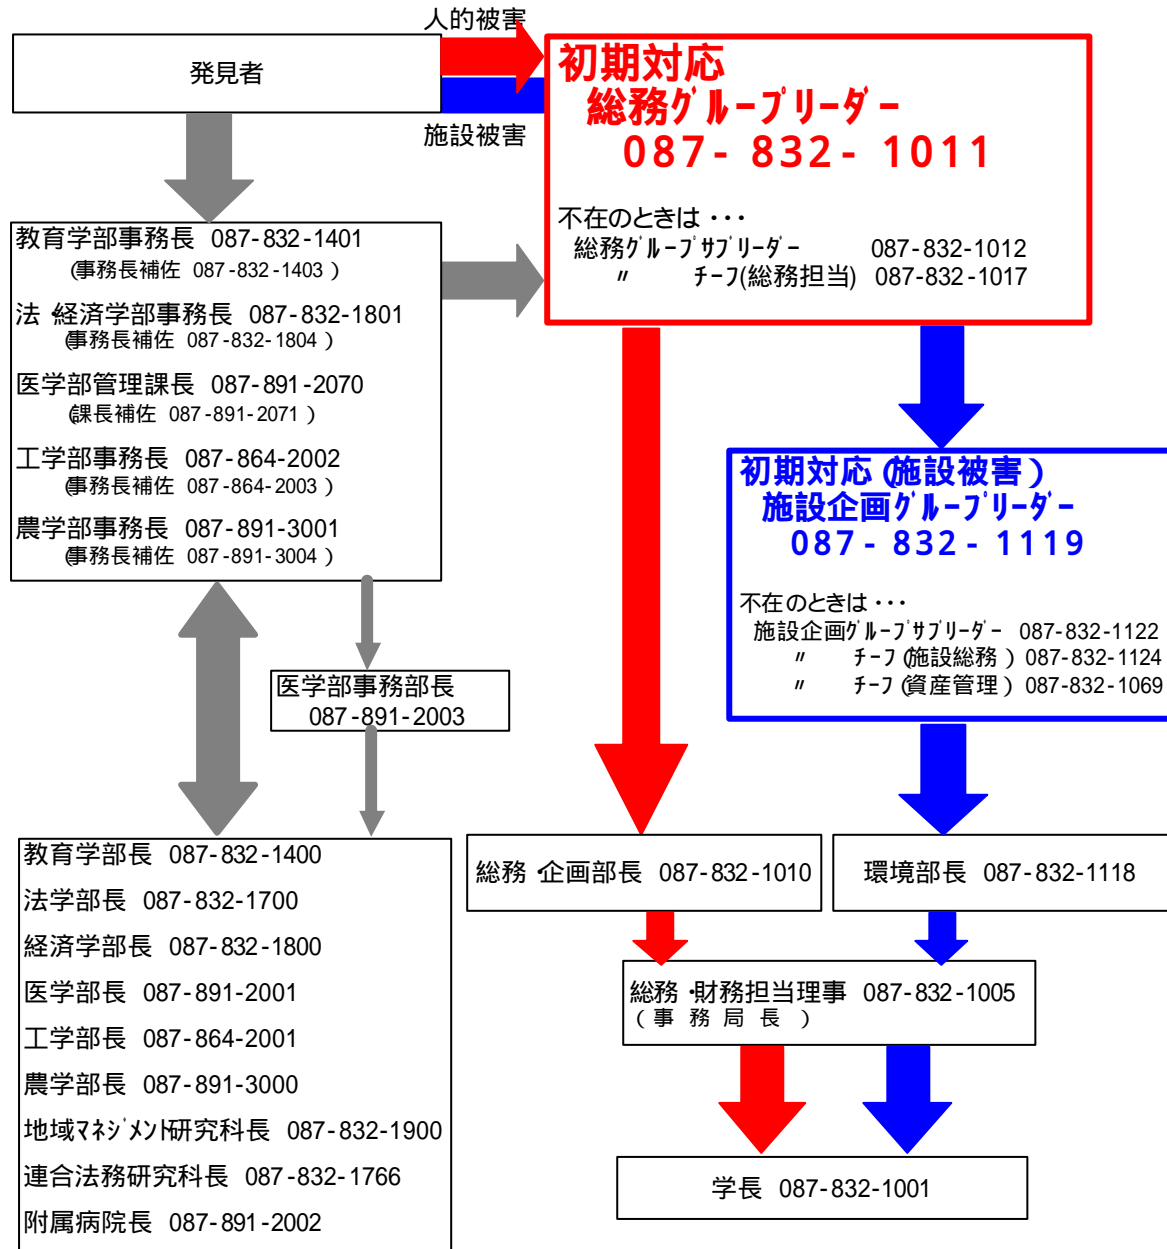 人的被害
発見者
施設被害
初期対応
総務グループリーダー
087-832-1011
不在のときは・・・
総務グループサブリーダー 087-832-1012
〃 チーフ(総務担当) 087-832-1017
教育学部事務長 087-832-1401
(事務長補佐 087-832-1403)
法・経済学部事務長 087-832-1801
(事務長補佐 087-832-1804)
医学部管理課長 087-891-2070
(課長補佐 087-891-2071)
工学部事務長 087-864-2002
(事務長補佐 087-864-2003)
農学部事務長 087-891-3001
(事務長補佐 087-891-3004)
初期対応(施設被害)
施設企画グループリーダー
087-832-1119
不在のときは・・・
施設企画グループサブリーダー 087-832-1122
〃 チーフ(施設総務) 087-832-1124
〃 チーフ(資産管理) 087-832-1069
医学部事務部長
087-891-2003
教育学部長 087-832-1400
法学部長 087-832-1700
経済学部長 087-832-1800
医学部長 087-891-2001
工学部長 087-864-2001
農学部長 087-891-3000
地域マネジメント研究科長 087-832-1900
連合法務研究科長 087-832-1766
附属病院長 087-891-2002
総務・企画部長 087-832-1010
環境部長 087-832-1118
総務・財務担当理事 087-832-1005
(事務局長)
学長 087-832-1001